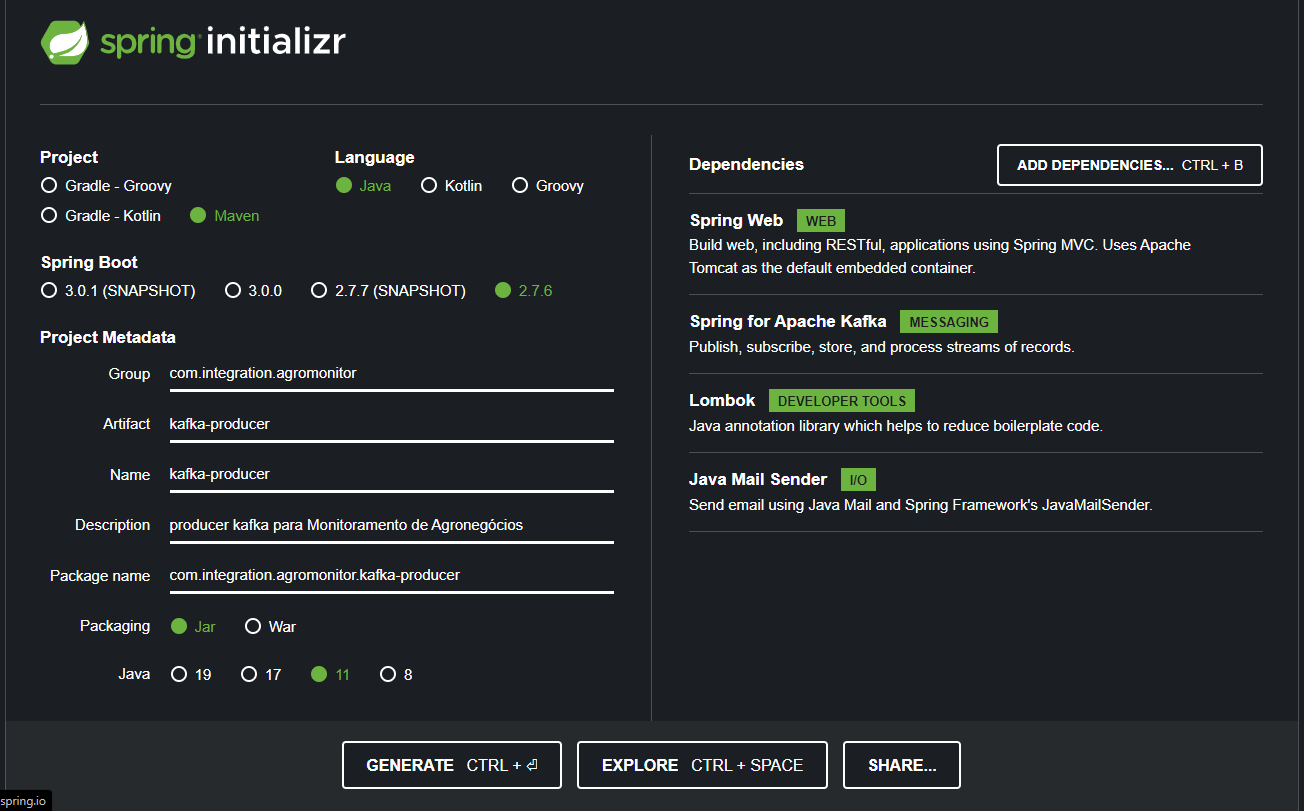 spring initializr
Project
Gradle - Groovy
Gradle - Kotlin Maven
Language
Java Kotlin Groovy
Spring Boot
3.0.1 (SNAPSHOT) 3.0.0 2.7.7 (SNAPSHOT) 2.7.6
Project Metadata
Group com.integration.agromonitor
Artifact kafka-producer
Name kafka-producer
Description producer kafka para Monitoramento de Agronegócios
Package name com.integration.agromonitor.kafka-producer
Packaging Jar War
Java 19 17 11 8
Dependencies ADD DEPENDENCIES... CTRL + B
Spring Web WEB
Build web, including RESTful, applications using Spring MVC. Uses Apache
Tomcat as the default embedded container.
Spring for Apache Kafka MESSAGING
Publish, subscribe, store, and process streams of records.
Lombok DEVELOPER TOOLS
Java annotation library which helps to reduce boilerplate code.
Java Mail Sender I/O
Send email using Java Mail and Spring Framework's JavaMailSender.
GENERATE CTRL + ⏎ EXPLORE CTRL + SPACE SHARE...
spring.io